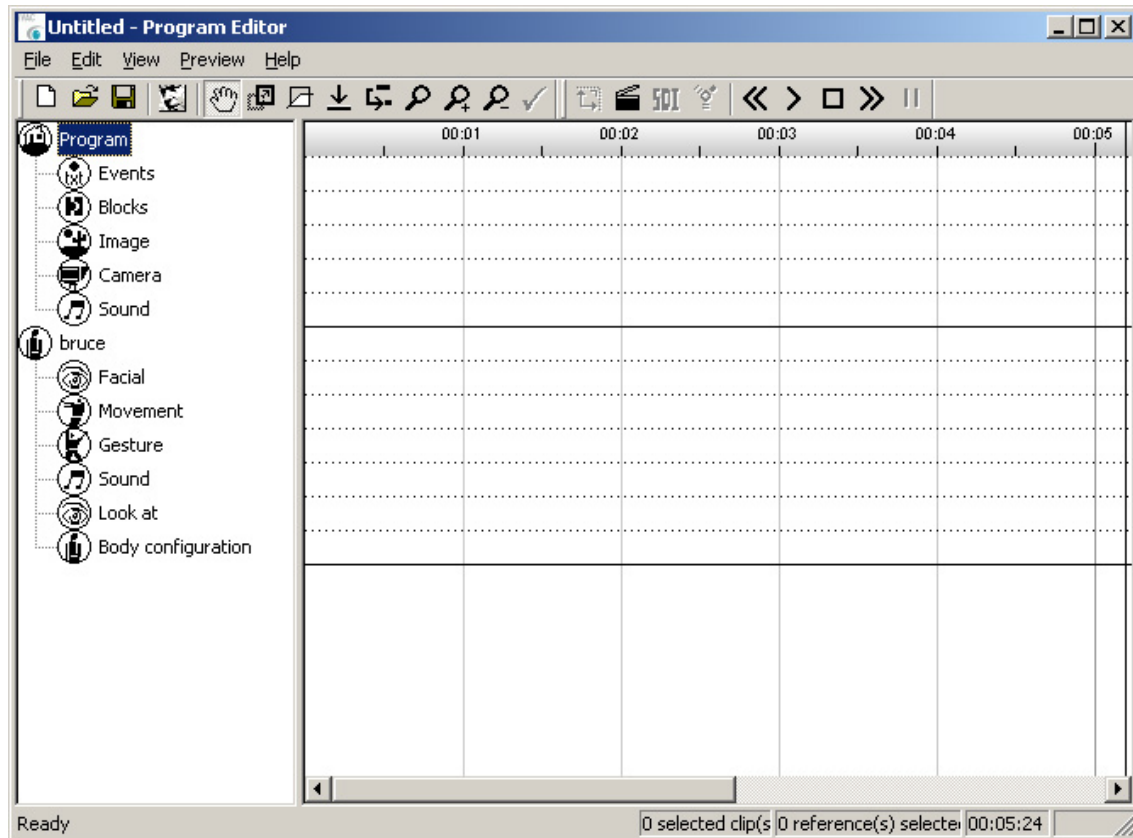 Untitled - Program Editor
File Edit View Preview Help
SDI
00:01 00:02 00:03 00:04 00:05
Program
txt Events
Blocks
Image
Camera
Sound
bruce
Facial
Movement
Gesture
Sound
Look at
Body configuration
Ready 0 selected clip(s 0 reference(s) selecte 00:05:24